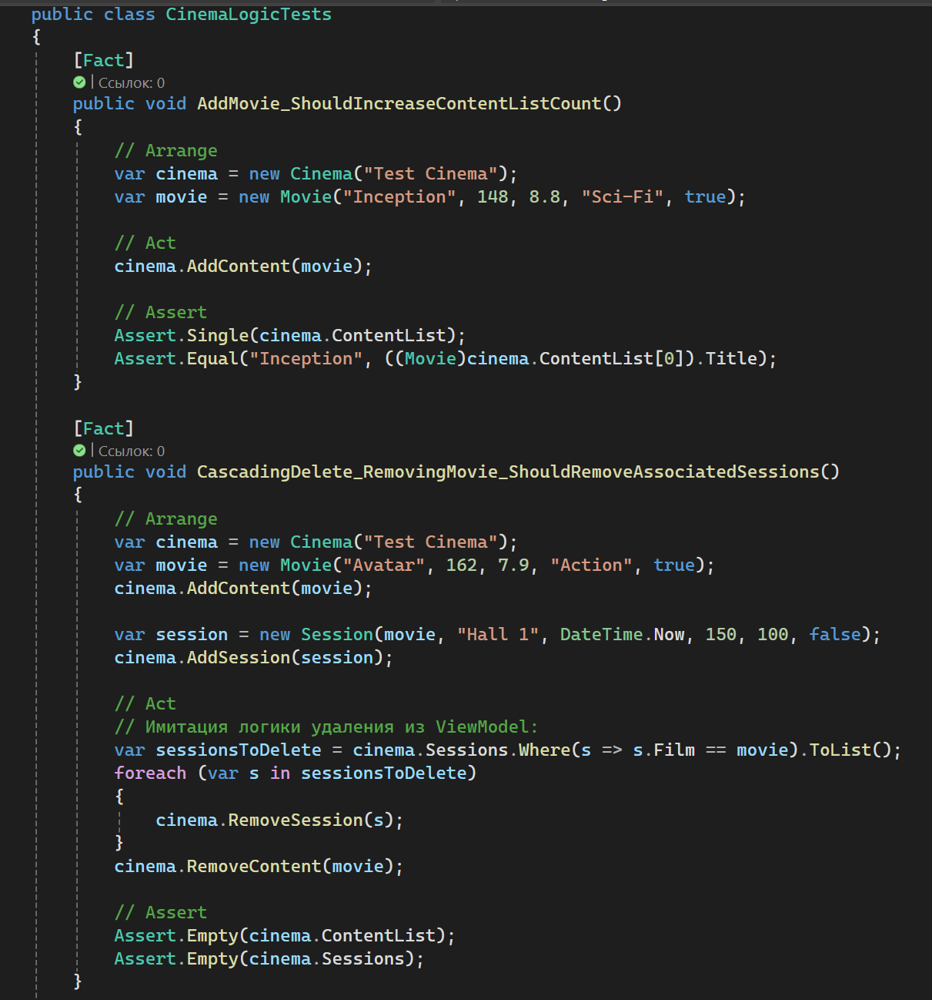 public class CinemaLogicTests
{
[Fact]
Ссылок: 0
public void AddMovie_ShouldIncreaseContentListCount()
{
// Arrange
var cinema = new Cinema("Test Cinema");
var movie = new Movie("Inception", 148, 8.8, "Sci-Fi", true);
// Act
cinema.AddContent(movie);
// Assert
Assert.Single(cinema.ContentList);
Assert.Equal("Inception", ((Movie)cinema.ContentList[0]).Title);
}
[Fact]
Ссылок: 0
public void CascadingDelete_RemovingMovie_ShouldRemoveAssociatedSessions()
{
// Arrange
var cinema = new Cinema("Test Cinema");
var movie = new Movie("Avatar", 162, 7.9, "Action", true);
cinema.AddContent(movie);
var session = new Session(movie, "Hall 1", DateTime.Now, 150, 100, false);
cinema.AddSession(session);
// Act
// Имитация логики удаления из ViewModel:
var sessionsToDelete = cinema.Sessions.Where(s => s.Film == movie).ToList();
foreach (var s in sessionsToDelete)
{
cinema.RemoveSession(s);
}
cinema.RemoveContent(movie);
// Assert
Assert.Empty(cinema.ContentList);
Assert.Empty(cinema.Sessions);
}